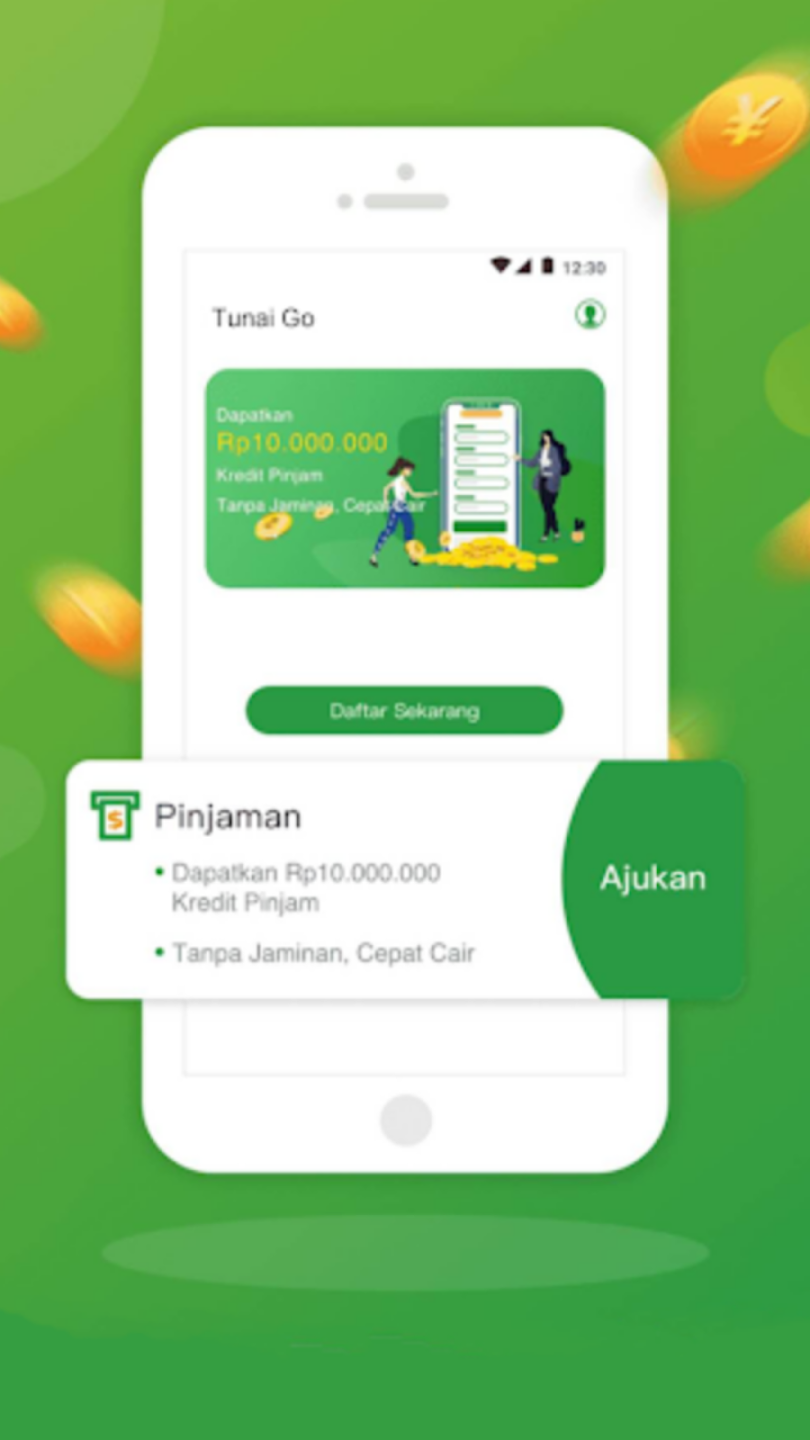 12:30
Tunai Go
Dapatkan
Rp10.000.000
Kredit Pinjam
Tanpa Jaminan, Cepat Cair
Daftar Sekarang
Pinjaman
• Dapatkan Rp10.000.000
Kredit Pinjam
• Tanpa Jaminan, Cepat Cair
Ajukan